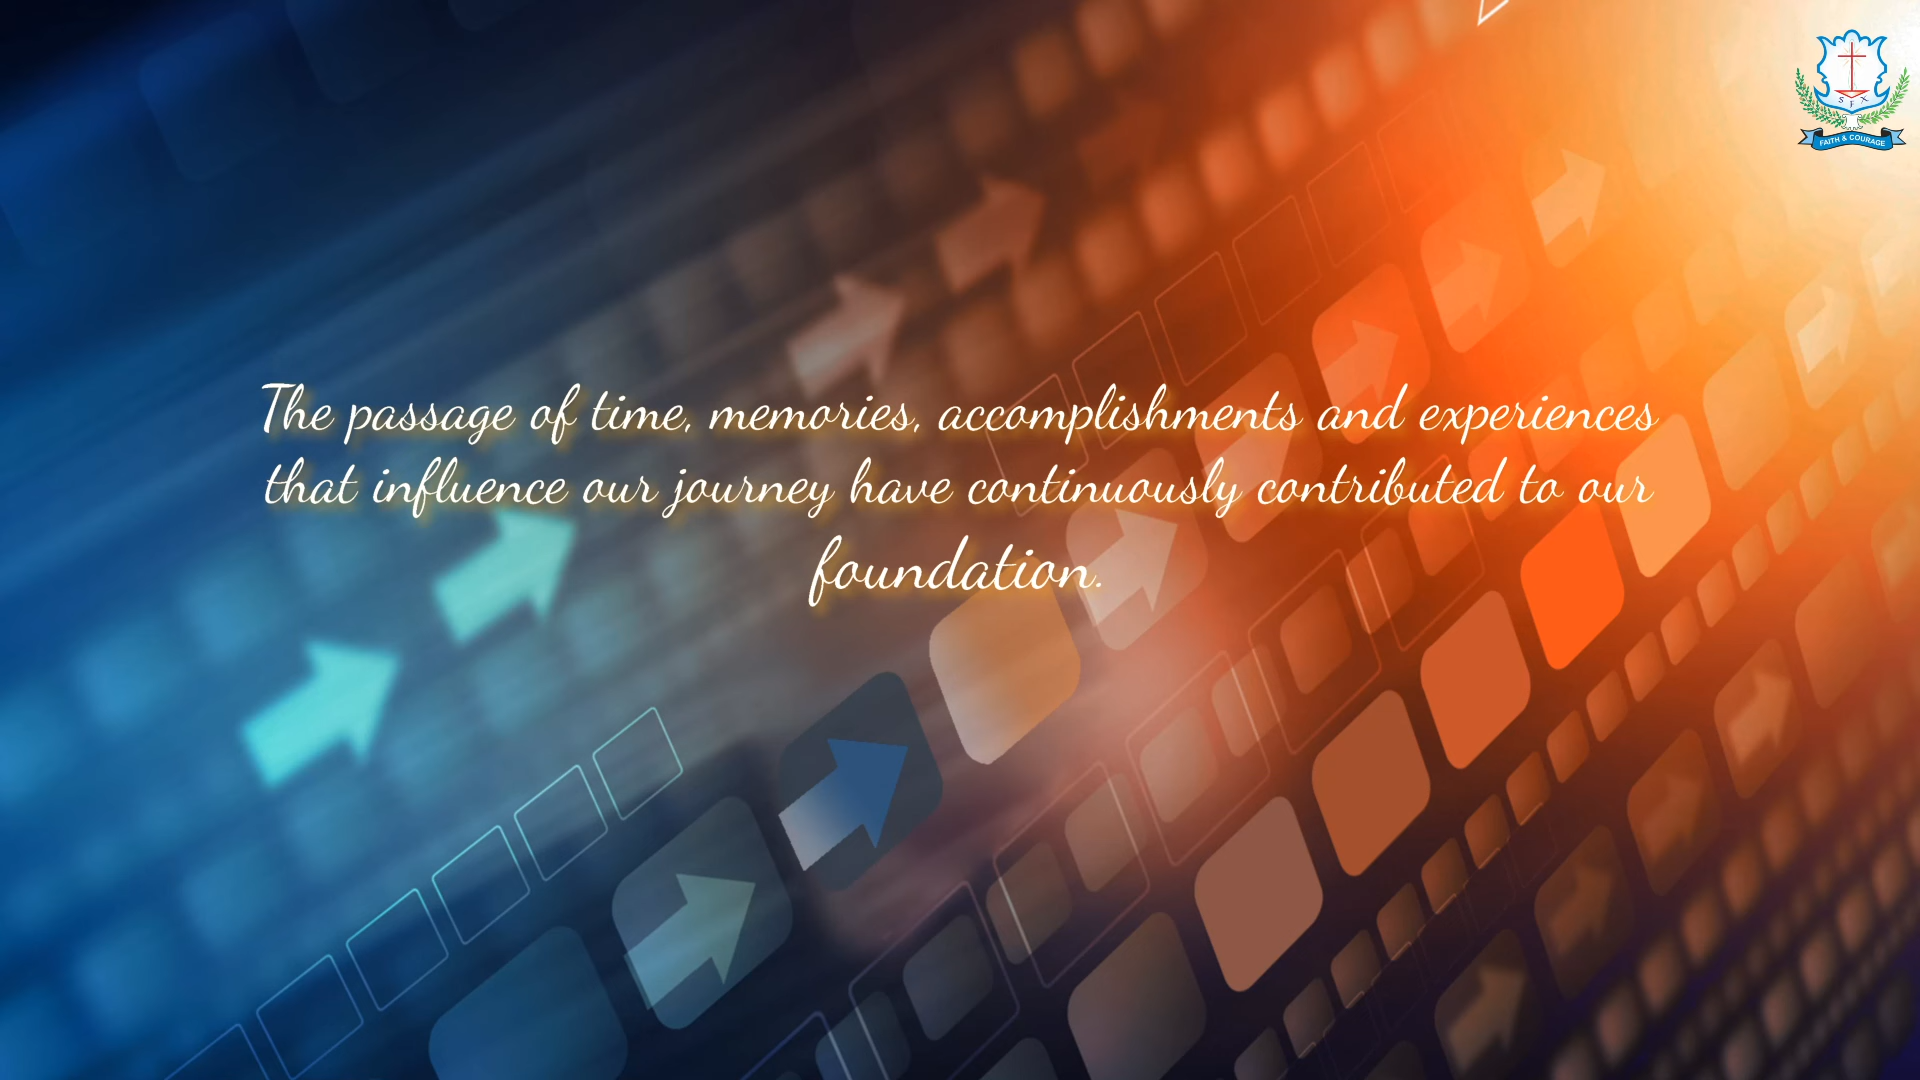 S F X
FAITH & COURAGE
The passage of time, memories, accomplishments and experiences
that influence our journey have continuously contributed to our
foundation.